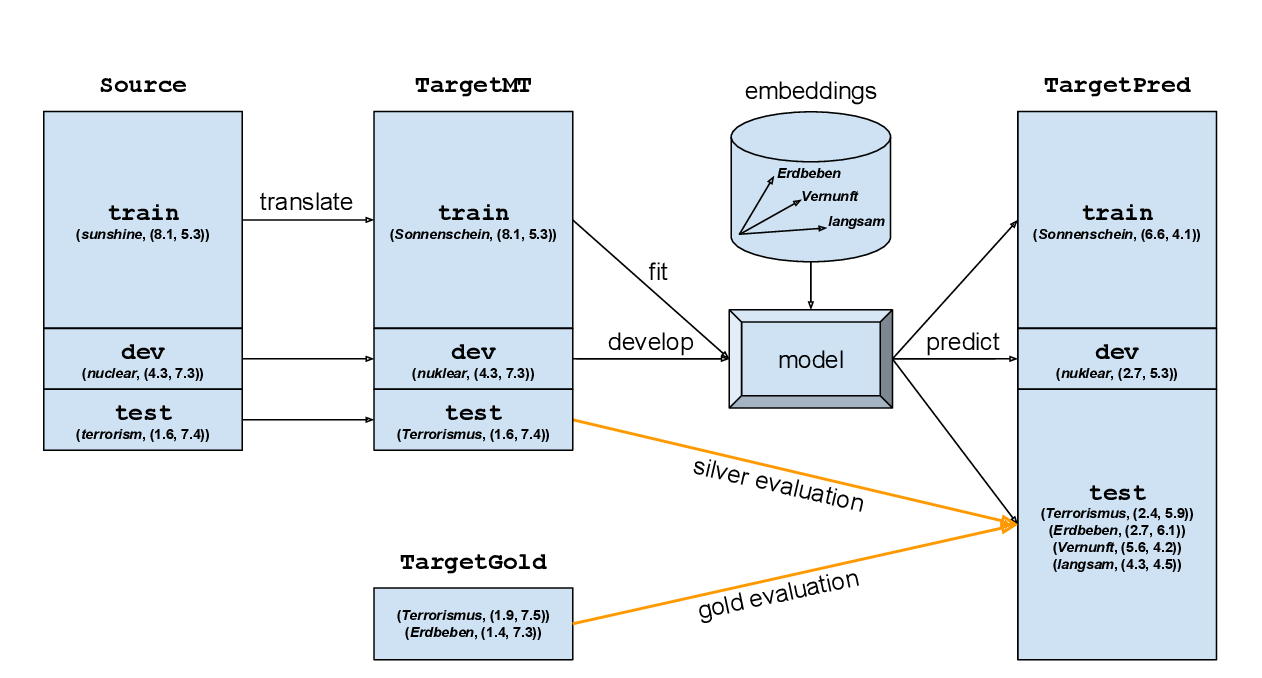 Source
train
(sunshine, (8.1, 5.3))
dev
(nuclear, (4.3, 7.3))
test
(terrorism, (1.6, 7.4))
translate
TargetMT
train
(Sonnenschein, (8.1, 5.3))
dev
(nuklear, (4.3, 7.3))
test
(Terrorismus, (1.6, 7.4))
TargetGold
(Terrorismus, (1.9, 7.5))
(Erdbeben, (1.4, 7.3))
fit
develop
silver evaluation
gold evaluation
embeddings
Erdbeben
Vernunft
langsam
model
predict
TargetPred
train
(Sonnenschein, (6.6, 4.1))
dev
(nuklear, (2.7, 5.3))
test
(Terrorismus, (2.4, 5.9))
(Erdbeben, (2.7, 6.1))
(Vernunft, (5.6, 4.2))
(langsam, (4.3, 4.5))